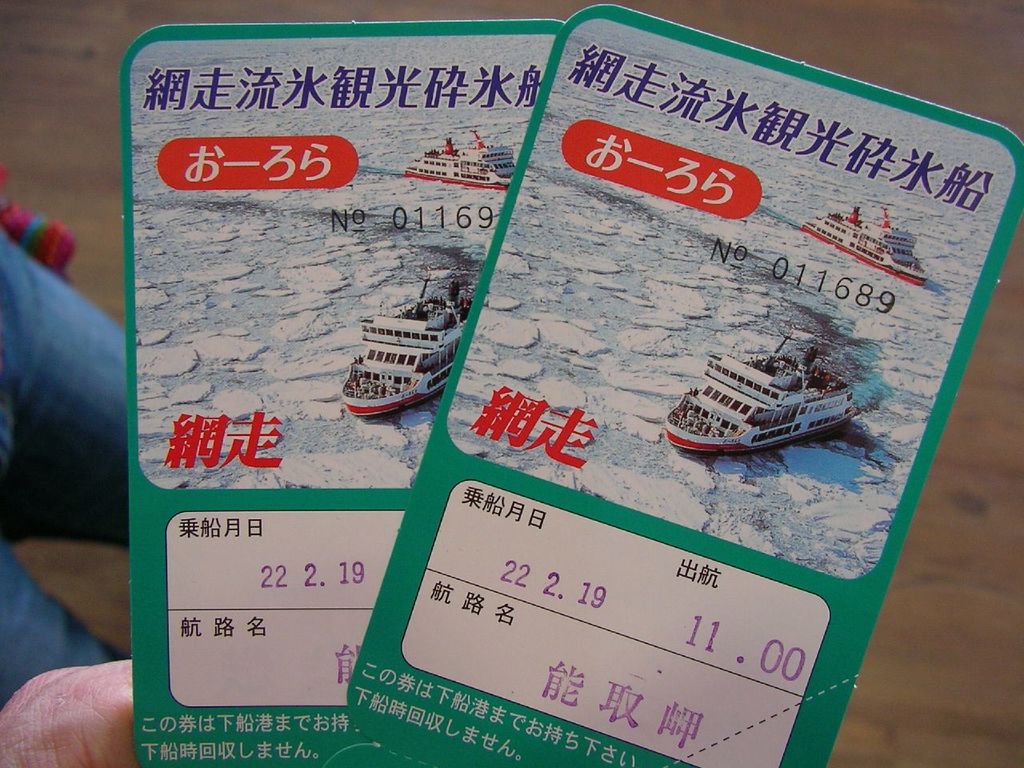 網走流氷観光砕氷船
おーろら
No 01169
網走
乗船月日
22 2.19
航路名
能
この券は下船港までお持
下船時回収しません。
網走流氷観光砕氷船
おーろら
No 011689
網走
乗船月日
出航
22 2.19
11.00
航路名
能取岬
この券は下船港までお持ち下さい
下船時回収しません。